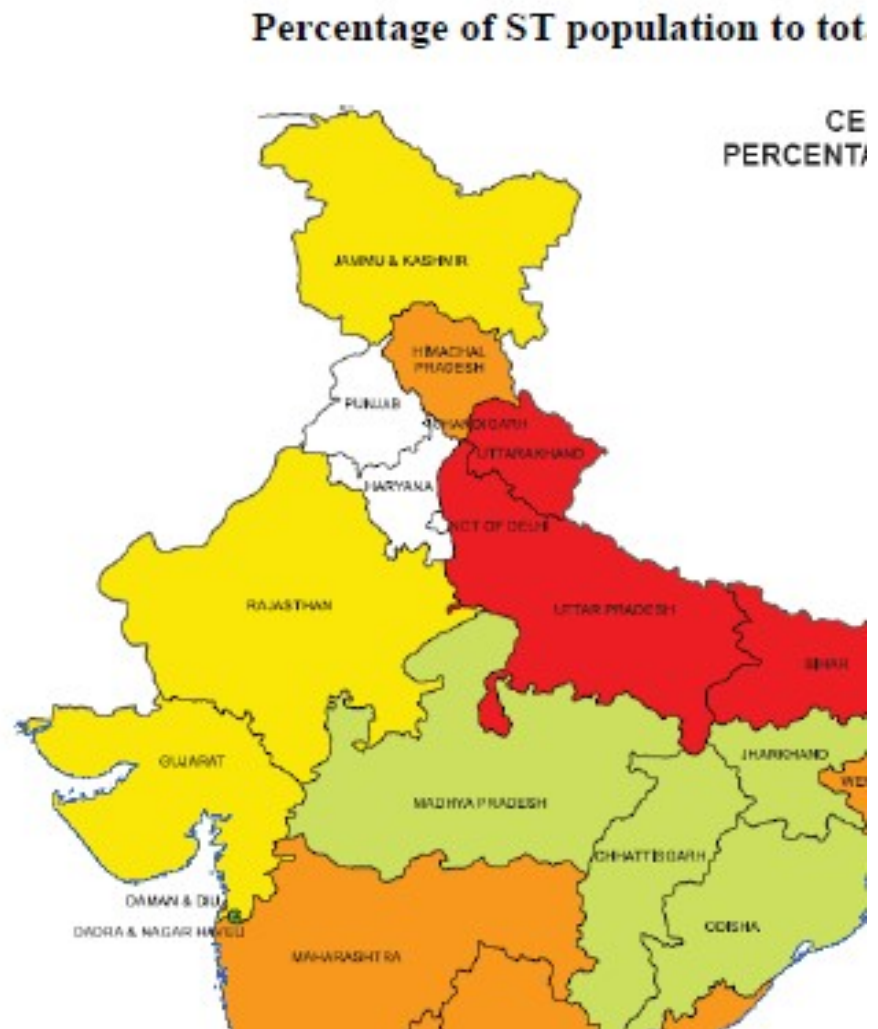 Percentage of ST population to tot
CE
PERCENTA
JAMMU & KASHMIR
HIMACHAL
PRADESH
PUNJAB
CHANDIGARH
UTTARAKHAND
HARYANA
NCT OF DELHI
RAJASTHAN
UTTAR PRADESH
BIHAR
GUJARAT
JHARKHAND
WES
MADHYA PRADESH
CHHATTISGARH
DAMAN & DIU
DADRA & NAGAR HAVELI
ODISHA
MAHARASHTRA